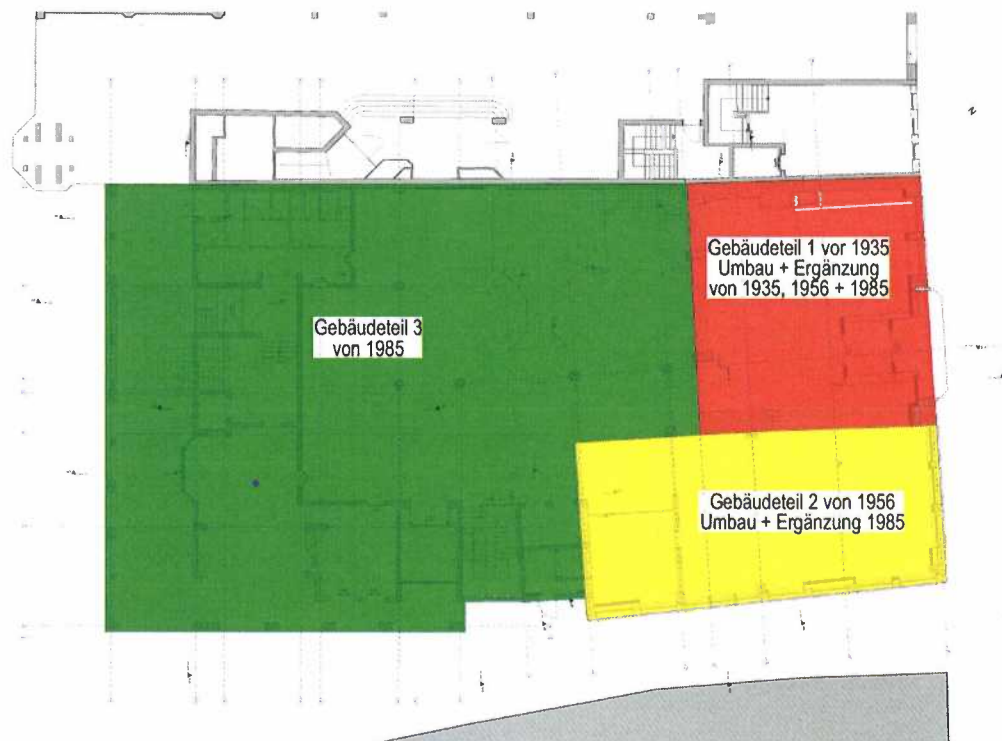 Gebäudeteil 1 vor 1935
Umbau + Ergänzung
von 1935, 1956 + 1985
Gebäudeteil 3
von 1985
Gebäudeteil 2 von 1956
Umbau + Ergänzung 1985